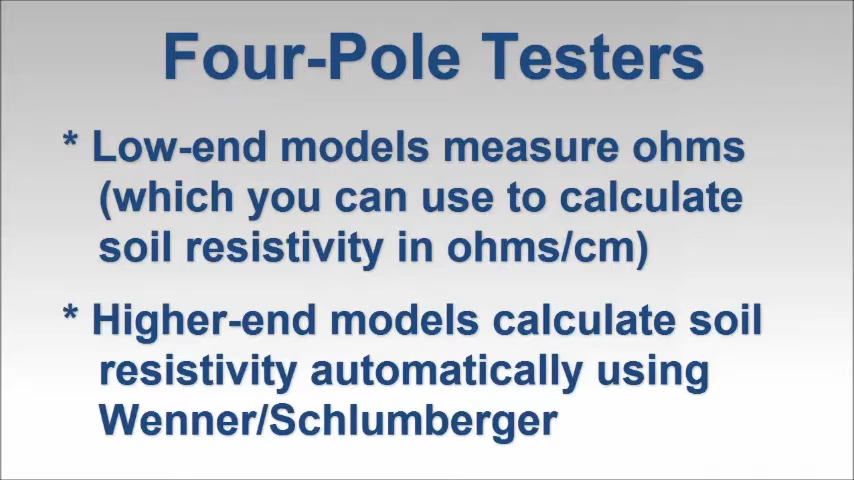 Four-Pole Testers
* Low-end models measure ohms
(which you can use to calculate
soil resistivity in ohms/cm)
* Higher-end models calculate soil
resistivity automatically using
Wenner/Schlumberger